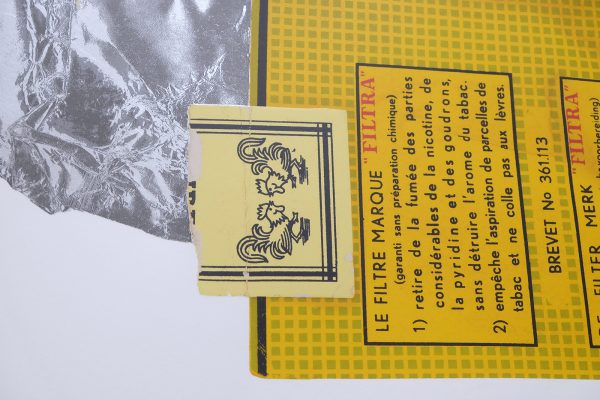 LE FILTRE MARQUE "FILTRA"
(garanti sans préparation chimique)
1) retire de la fumée des parties
considérables de la nicotine, de
la pyridine et des goudrons,
sans détruire l'arome du tabac.
2) empêche l'aspiration de parcelles de
tabac et ne colle pas aux lèvres.
BREVET No 361.113
FILTER MERK "FILTRA"